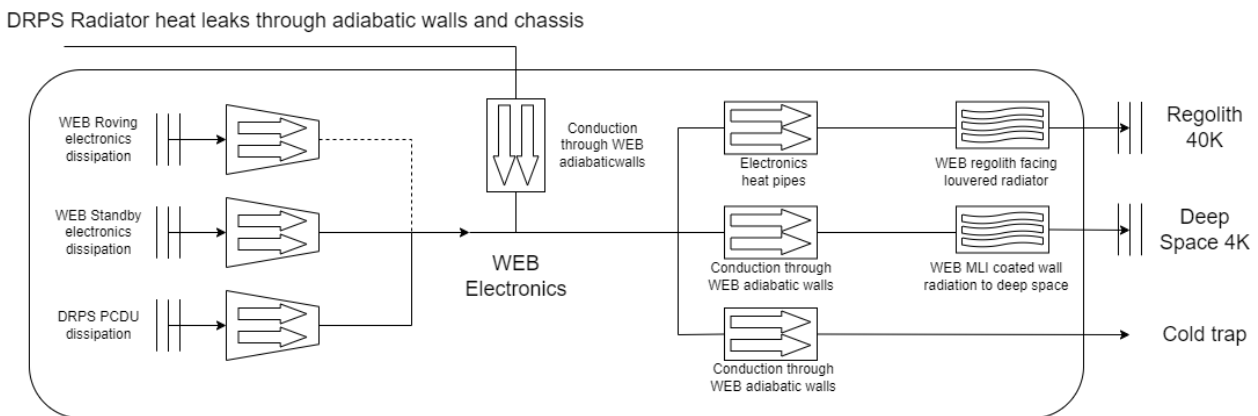 DRPS Radiator heat leaks through adiabatic walls and chassis
WEB Roving
electronics
dissipation
WEB Standby
electronics
dissipation
DRPS PCDU
dissipation
Conduction
through WEB
adiabaticwalls
WEB
Electronics
Electronics
heat pipes
Conduction through
WEB adiabatic walls
Conduction through
WEB adiabatic walls
WEB regolith facing
louvered radiator
WEB MLI coated wall
radiation to deep space
Regolith
40K
Deep
Space 4K
Cold trap